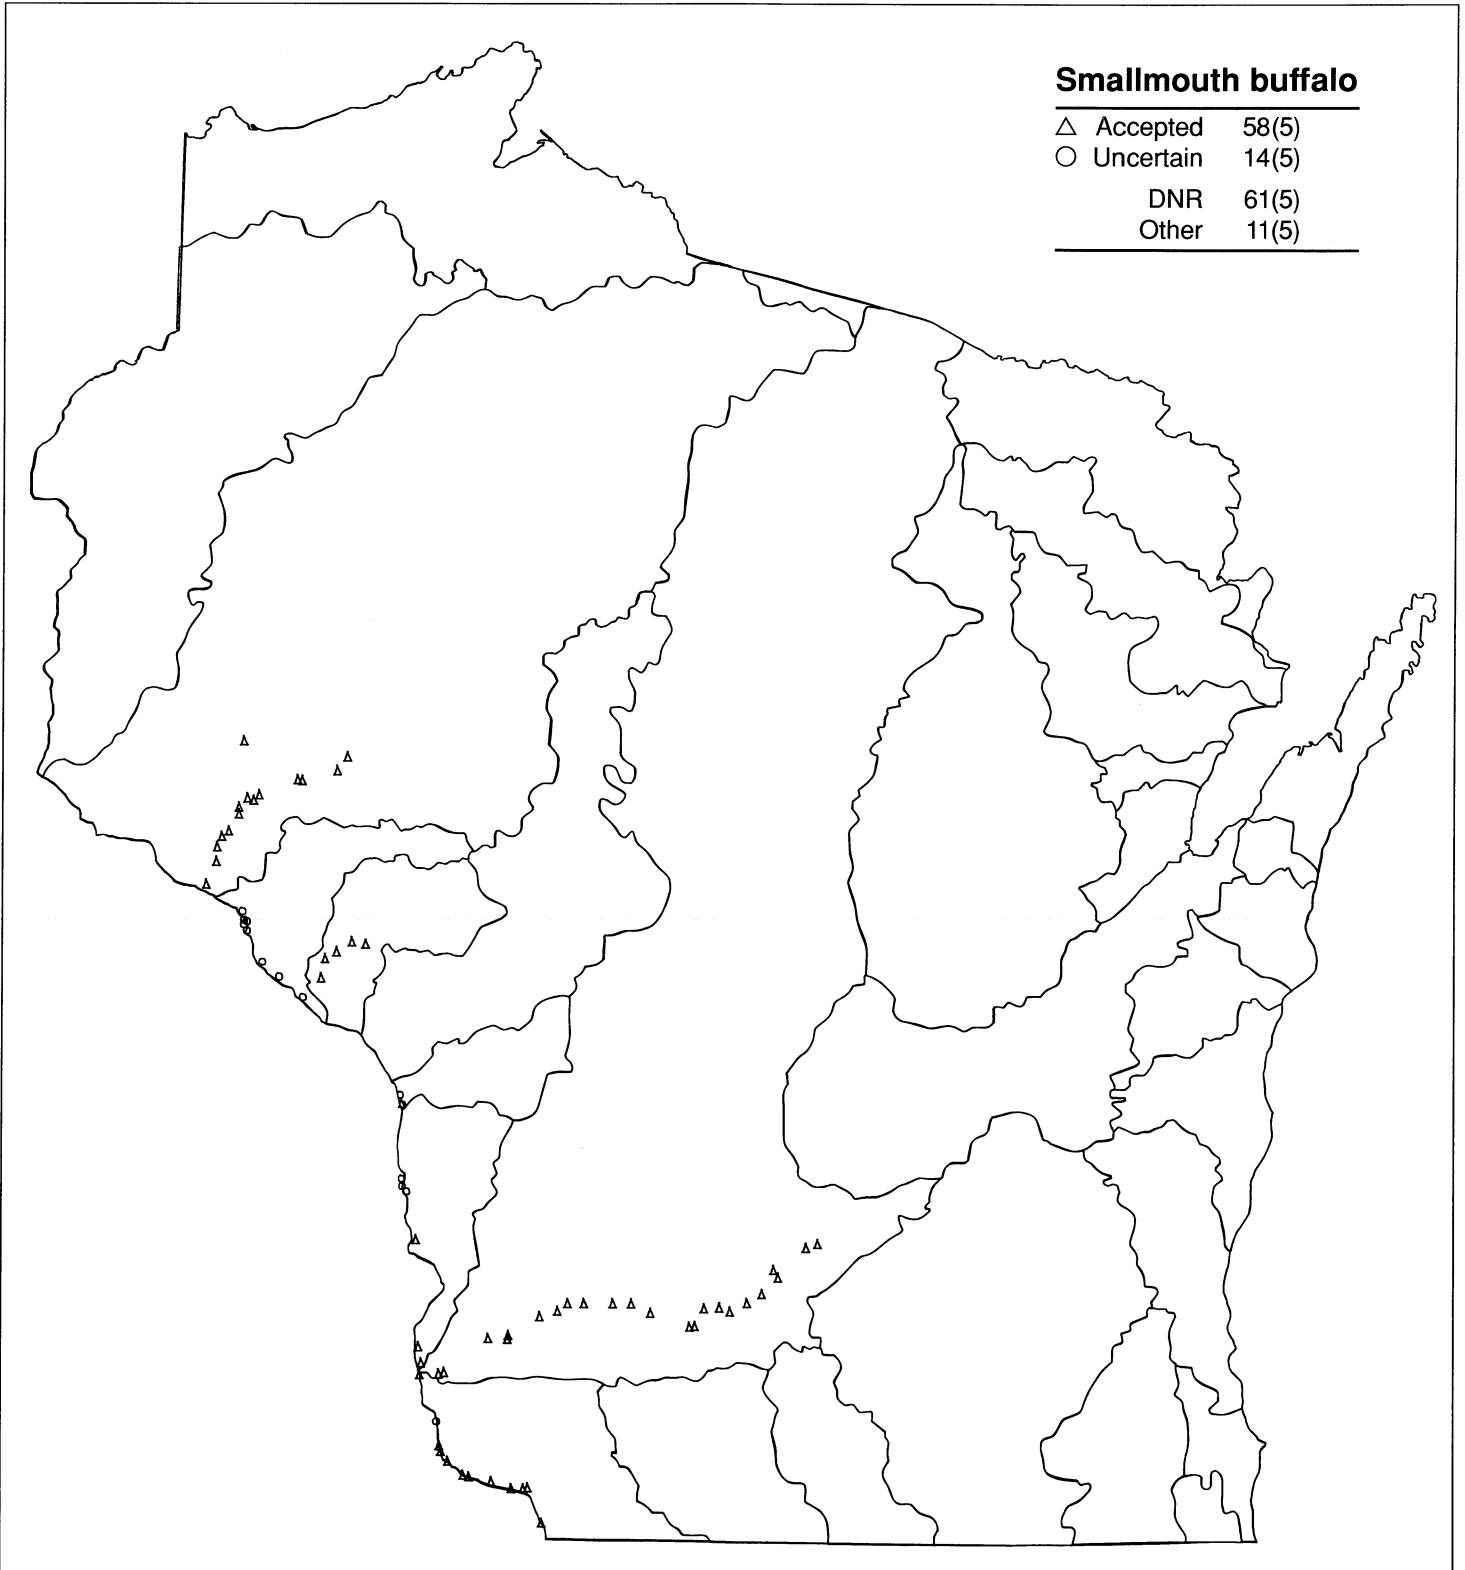 Smallmouth buffalo
Accepted 58(5)
Uncertain 14(5)
DNR 61(5)
Other 11(5)